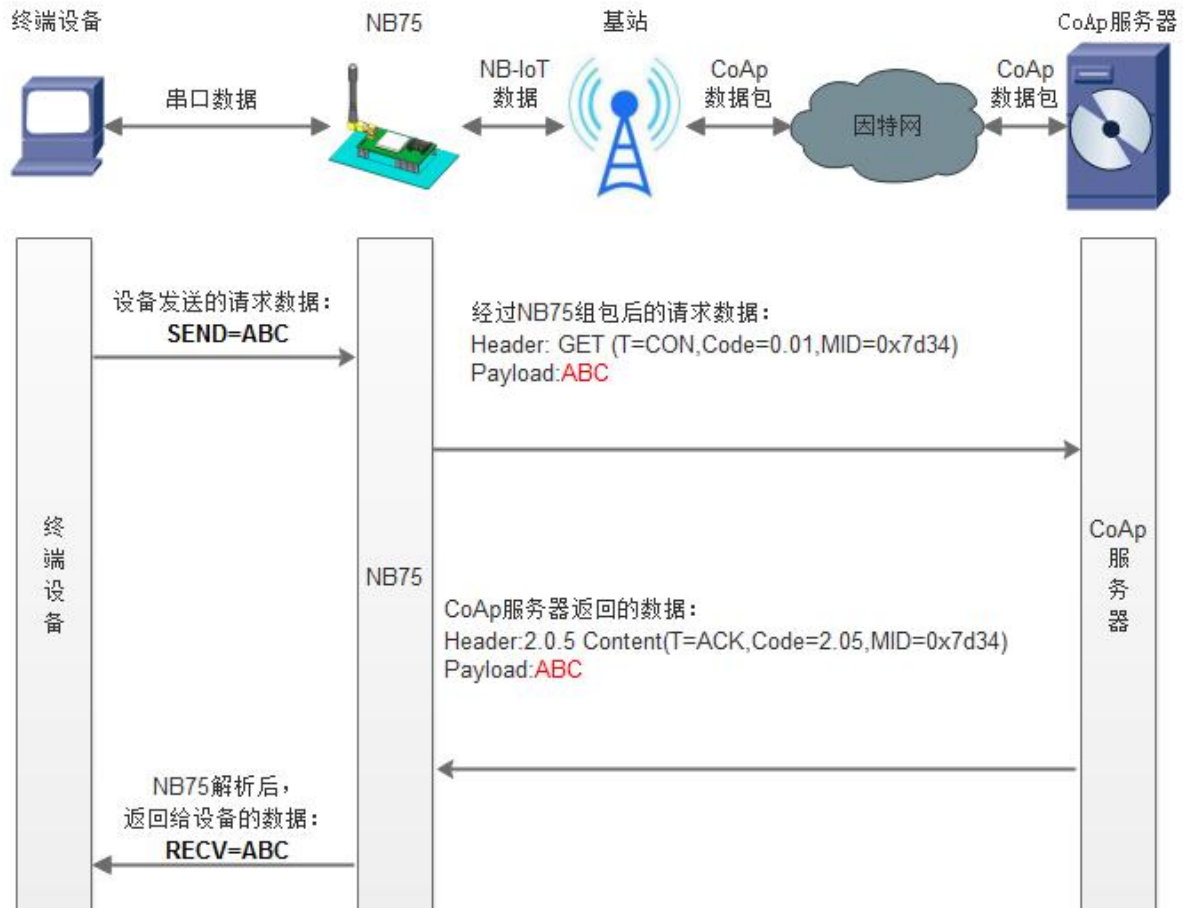 终端设备
NB75
基站
CoAp服务器
串口数据
NB-IoT
数据
CoAp
数据包
因特网
CoAp
数据包
设备发送的请求数据:
SEND=ABC
经过NB75组包后的请求数据:
Header: GET (T=CON,Code=0.01,MID=0x7d34)
Payload:ABC
终端设备
NB75
CoAp服务器
CoAp服务器返回的数据:
Header:2.0.5 Content(T=ACK,Code=2.05,MID=0x7d34)
Payload:ABC
NB75解析后,
返回给设备的数据:
RECV=ABC